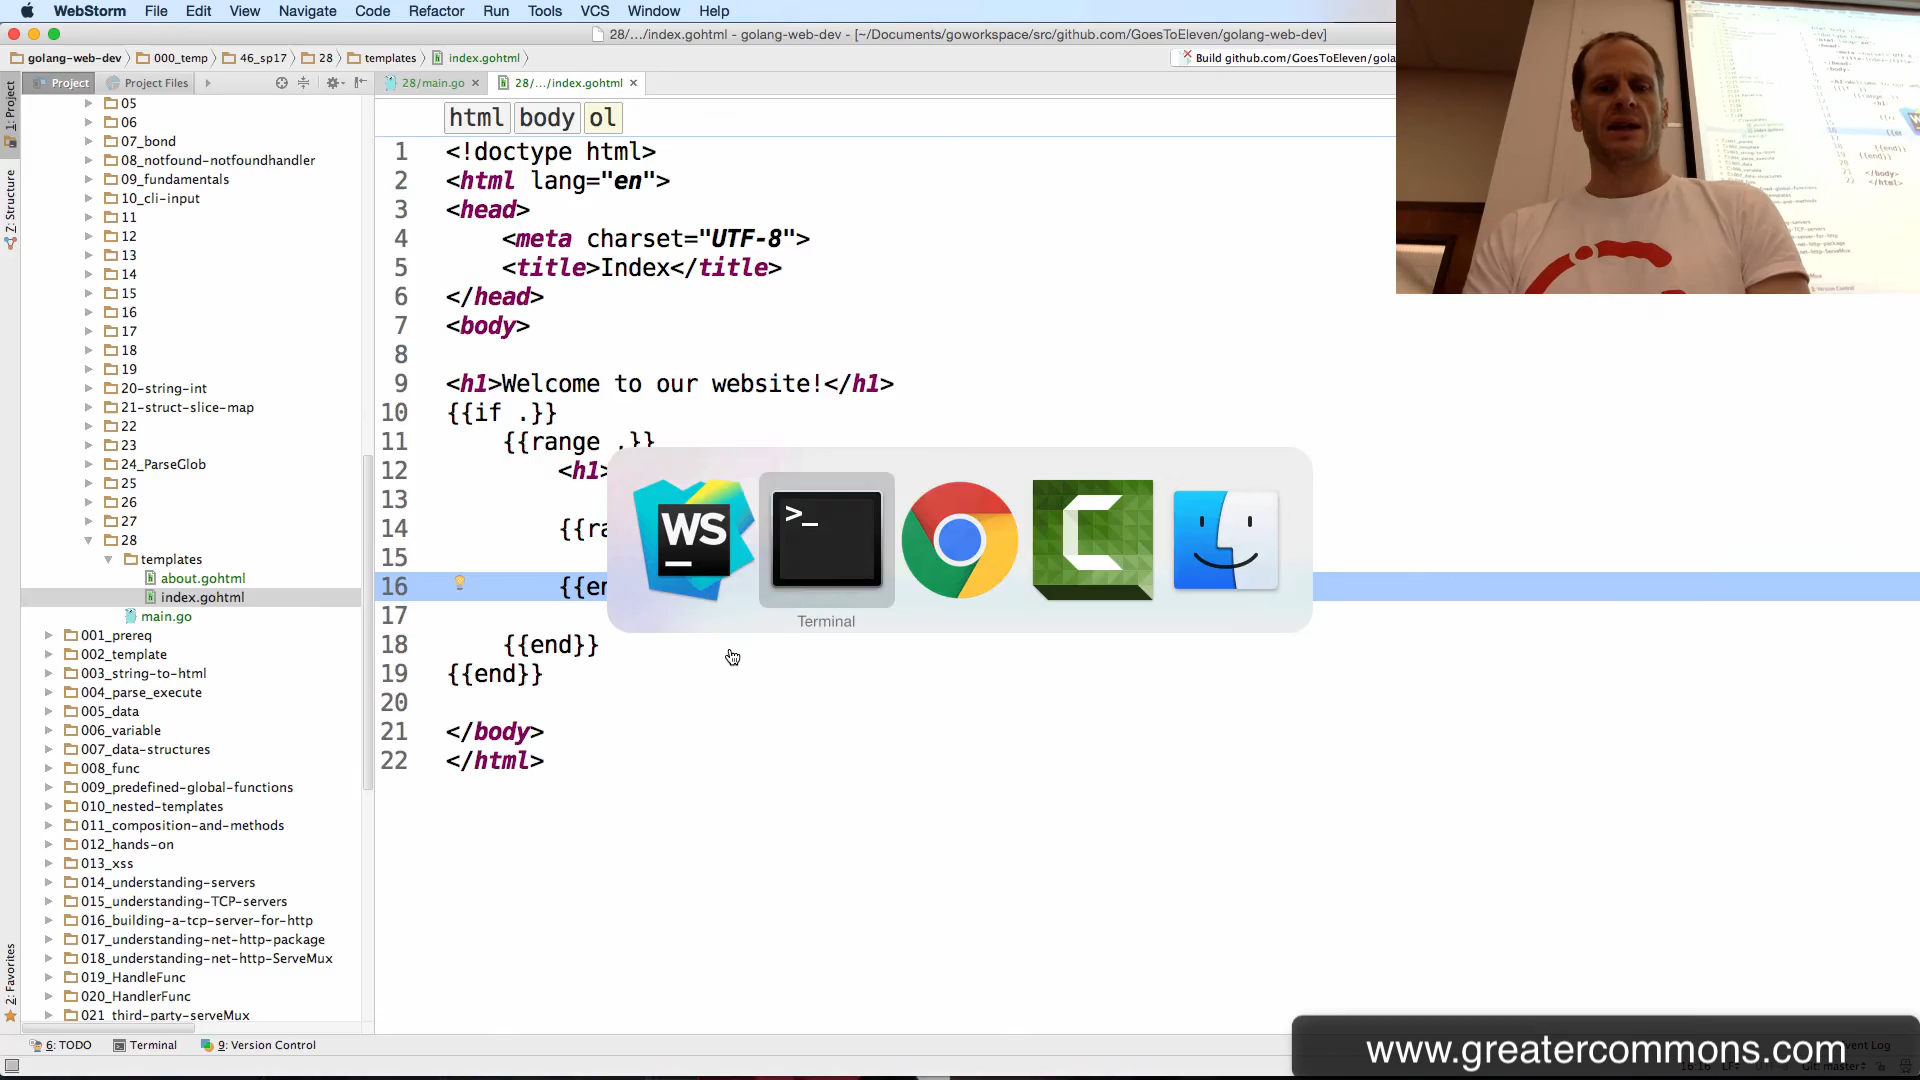 WebStorm File Edit View Navigate Code Refactor Run Tools VCS Window Help
28/.../index.gohtml - golang-web-dev - [~/Documents/goworkspace/src/github.com/GoesToEleven/golang-web-dev]
golang-web-dev 000_temp 46_sp17 28 templates index.gohtml
Build github.com/GoesToEleven/gola
Project Project Files
28/main.go 28/.../index.gohtml
1: Project
Z: Structure
2: Favorites
05
06
07_bond
08_notfound-notfoundhandler
09_fundamentals
10_cli-input
11
12
13
14
15
16
17
18
19
20-string-int
21-struct-slice-map
22
23
24_ParseGlob
25
26
27
28
templates
about.gohtml
index.gohtml
main.go
001_prereq
002_template
003_string-to-html
004_parse_execute
005_data
006_variable
007_data-structures
008_func
009_predefined-global-functions
010_nested-templates
011_composition-and-methods
012_hands-on
013_xss
014_understanding-servers
015_understanding-TCP-servers
016_building-a-tcp-server-for-http
017_understanding-net-http-package
018_understanding-net-http-ServeMux
019_HandleFunc
020_HandlerFunc
021_third-party-serveMux
html body ol
1 <!doctype html>
2 <html lang="en">
3 <head>
4 <meta charset="UTF-8">
5 <title>Index</title>
6 </head>
7 <body>
8
9 <h1>Welcome to our website!</h1>
10 {{if .}}
11 {{range .}}
12 <h1>
13
14 {{ra
15
16 {{en
17
18 {{end}}
19 {{end}}
20
21 </body>
22 </html>
WS
>_
C
Terminal
6: TODO Terminal 9: Version Control
www.greatercommons.com